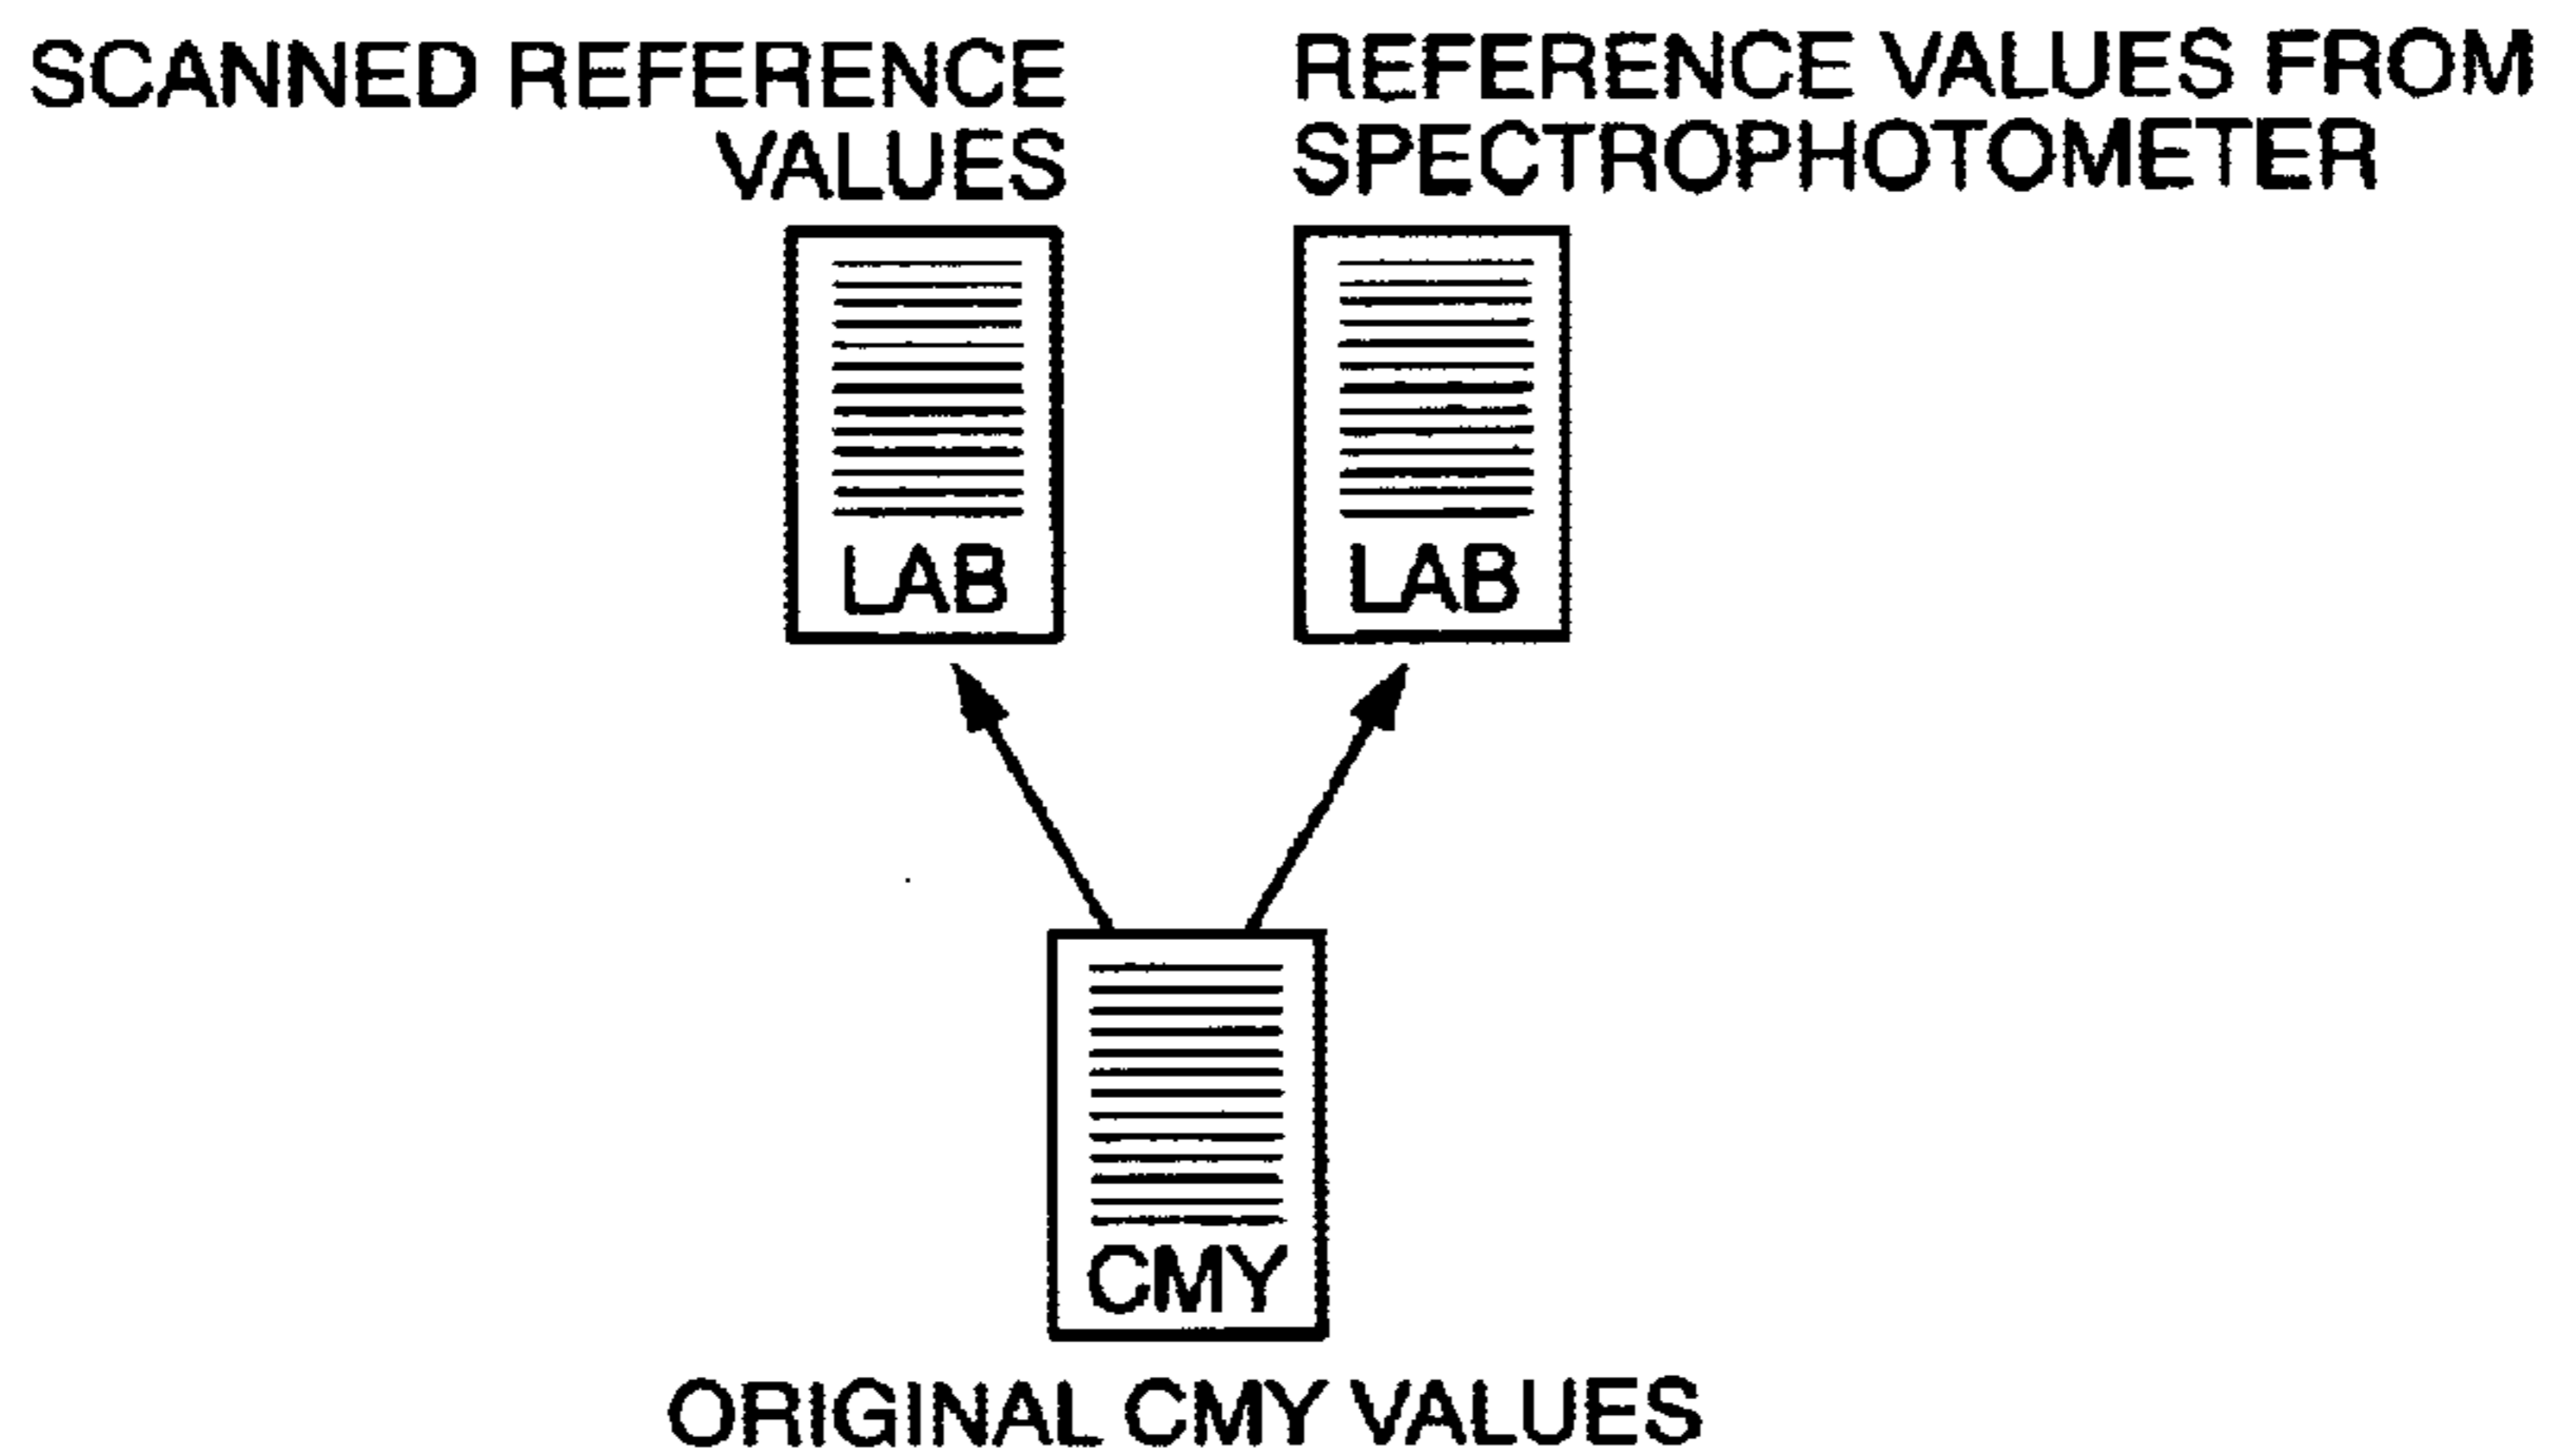 SCANNED REFERENCE
VALUES
REFERENCE VALUES FROM
SPECTROPHOTOMETER
LAB
LAB
CMY
ORIGINAL CMY VALUES